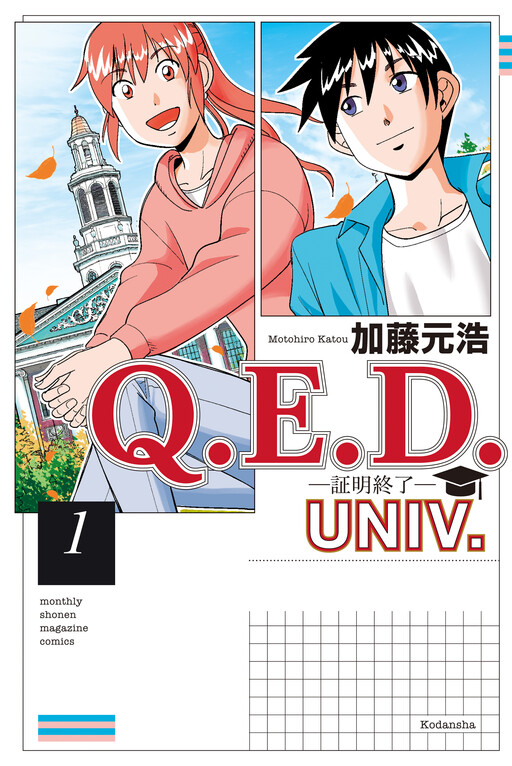 Motohiro Katou 加藤元浩
Q.E.D.
―証明終了―
UNIV.
1
monthly
shonen
magazine
comics
Kodansha